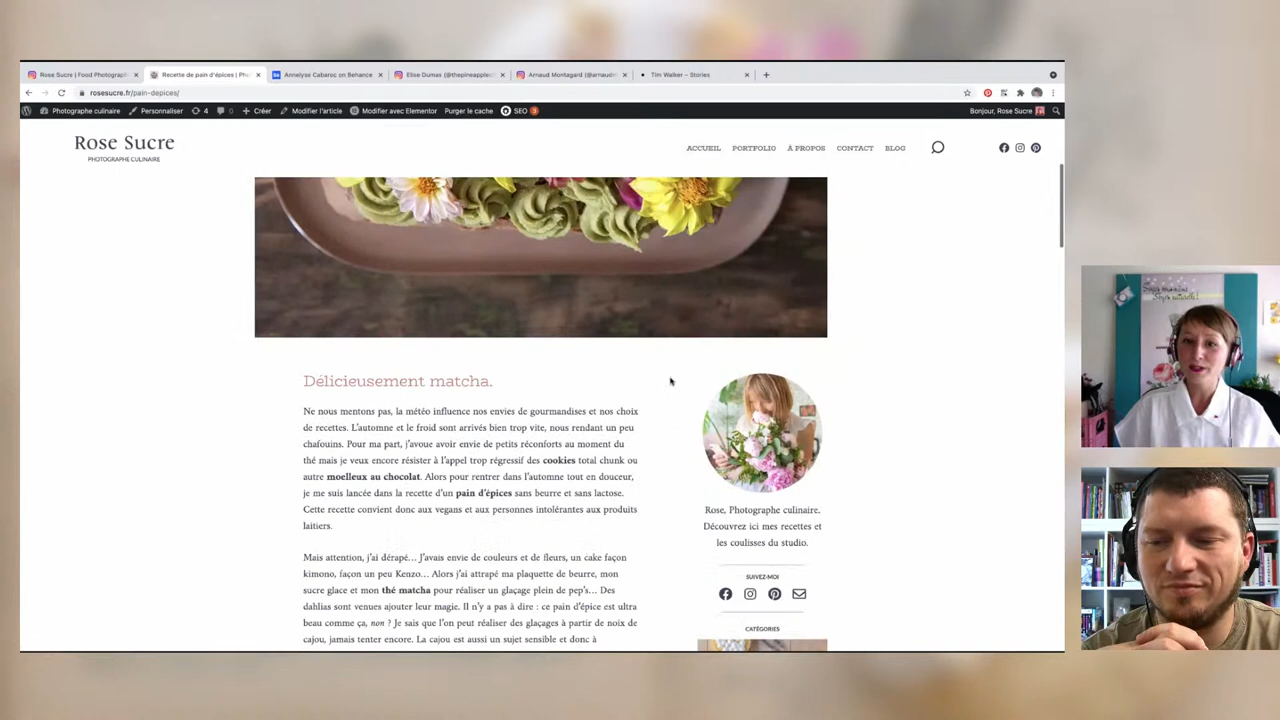 Rose Sucre | Food Photograph
Recette de pain d'épices | Pho
Annelyse Cabaroc on Behance
Elise Dumas (@thepineapplec
Arnaud Montagard (@arnaudm
Tim Walker – Stories
rosesucre.fr/pain-depices/
Photographe culinaire
Personnaliser
4
0
Créer
Modifier l'article
Modifier avec Elementor
Purger le cache
SEO
Bonjour, Rose Sucre
Rose Sucre
PHOTOGRAPHE CULINAIRE
ACCUEIL
PORTFOLIO
À PROPOS
CONTACT
BLOG
Délicieusement matcha.
Ne nous mentons pas, la météo influence nos envies de gourmandises et nos choix
de recettes. L'automne et le froid sont arrivés bien trop vite, nous rendant un peu
chafouins. Pour ma part, j'avoue avoir envie de petits réconforts au moment du
thé mais je veux encore résister à l'appel trop régressif des cookies total chunk ou
autre moelleux au chocolat. Alors pour rentrer dans l'automne tout en douceur,
je me suis lancée dans la recette d'un pain d'épices sans beurre et sans lactose.
Cette recette convient donc aux vegans et aux personnes intolérantes aux produits
laitiers.
Mais attention, j'ai dérapé… J'avais envie de couleurs et de fleurs, un cake façon
kimono, façon un peu Kenzo… Alors j'ai attrapé ma plaquette de beurre, mon
sucre glace et mon thé matcha pour réaliser un glaçage plein de pep's… Des
dahlias sont venues ajouter leur magie. Il n'y a pas à dire : ce pain d'épice est ultra
beau comme ça, non ? Je sais que l'on peut réaliser des glaçages à partir de noix de
cajou, jamais tenter encore. La cajou est aussi un sujet sensible et donc à
Rose, Photographe culinaire.
Découvrez ici mes recettes et
les coulisses du studio.
SUIVEZ-MOI
CATÉGORIES